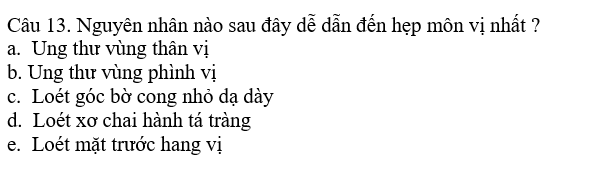 Câu 13. Nguyên nhân nào sau đây dễ dẫn đến hẹp môn vị nhất ?
a. Ung thư vùng thân vị
b. Ung thư vùng phình vị
c. Loét góc bờ cong nhỏ dạ dày
d. Loét xơ chai hành tá tràng
e. Loét mặt trước hang vị